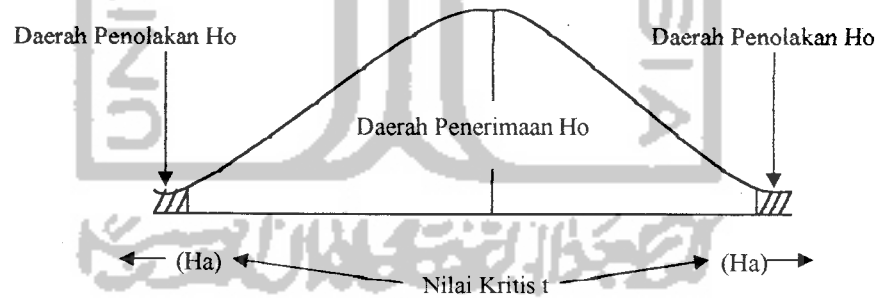 Daerah Penolakan Ho
Daerah Penolakan Ho
Daerah Penerimaan Ho
(Ha)
(Ha)
Nilai Kritis t